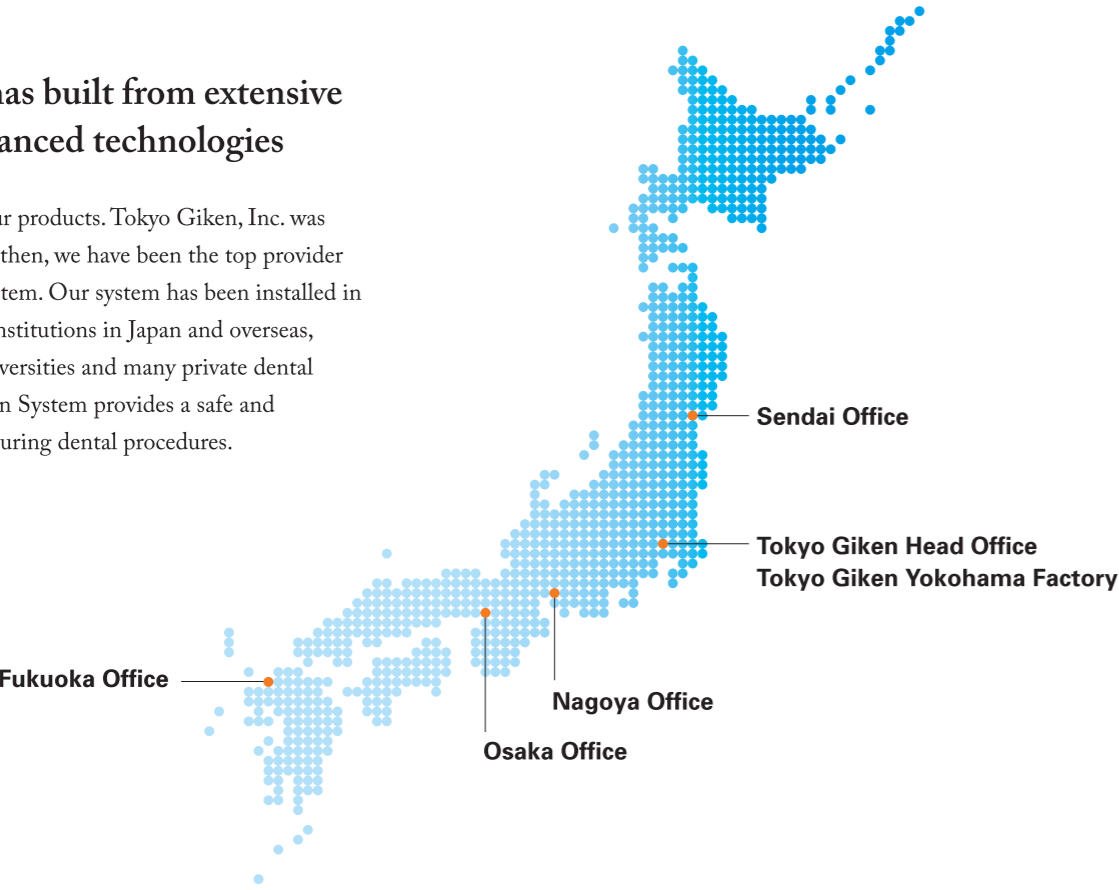 has built from extensive
anced technologies
ur products. Tokyo Giken, Inc. was
then, we have been the top provider
tem. Our system has been installed in
nstitutions in Japan and overseas,
versities and many private dental
n System provides a safe and
uring dental procedures.
Sendai Office
Tokyo Giken Head Office
Tokyo Giken Yokohama Factory
Fukuoka Office
Nagoya Office
Osaka Office